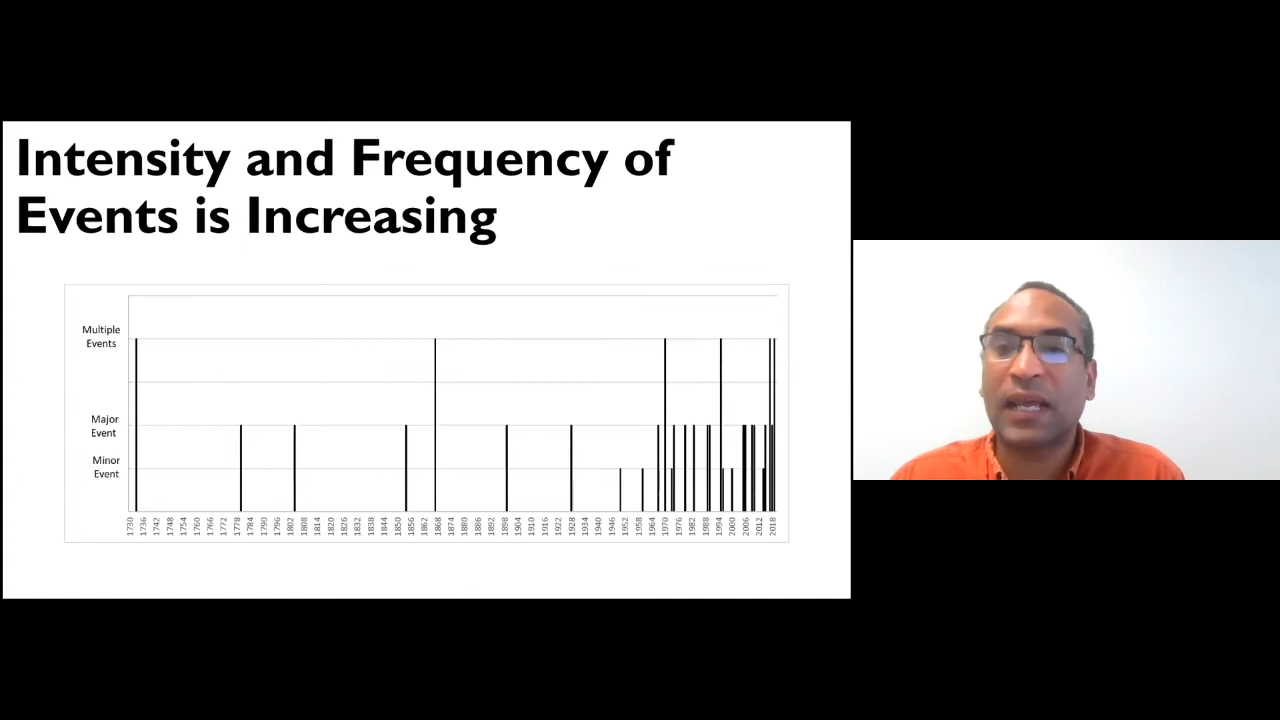 Intensity and Frequency of
Events is Increasing
Multiple
Events
Major
Event
Minor
Event
1730 1736 1742 1748 1754 1760 1766 1772 1778 1784 1790 1796 1802 1808 1814 1820 1826 1832 1838 1844 1850 1856 1862 1868 1874 1880 1886 1892 1898 1904 1910 1916 1922 1928 1934 1940 1946 1952 1958 1964 1970 1976 1982 1988 1994 2000 2006 2012 2018